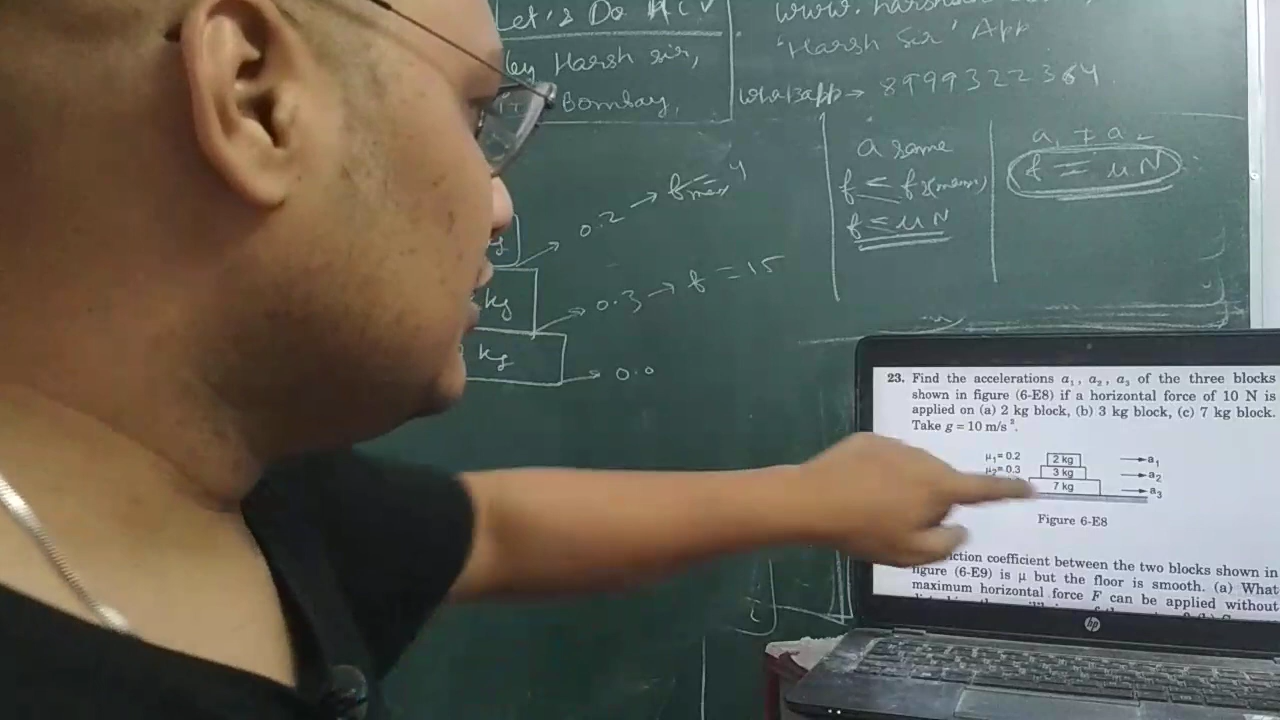 Let's Do HCV
by Harsh sir,
Bombay,
'Harsh Sir' App
Whatsapp → 8999322364
a same
f ≤ μN
a₁ ≠ a₂
f = μN
0.2 → fmax = 4
kg
0.3 → f = 15
kg
→ 0.0
23. Find the accelerations a₁, a₂, a₃ of the three blocks
shown in figure (6-E8) if a horizontal force of 10 N is
applied on (a) 2 kg block, (b) 3 kg block, (c) 7 kg block.
Take g = 10 m/s².
μ₁ = 0.2
2 kg
a₁
μ₂ = 0.3
3 kg
a₂
7 kg
a₃
Figure 6-E8
coefficient between the two blocks shown in
figure (6-E9) is μ but the floor is smooth. (a) What
maximum horizontal force F can be applied without
hp